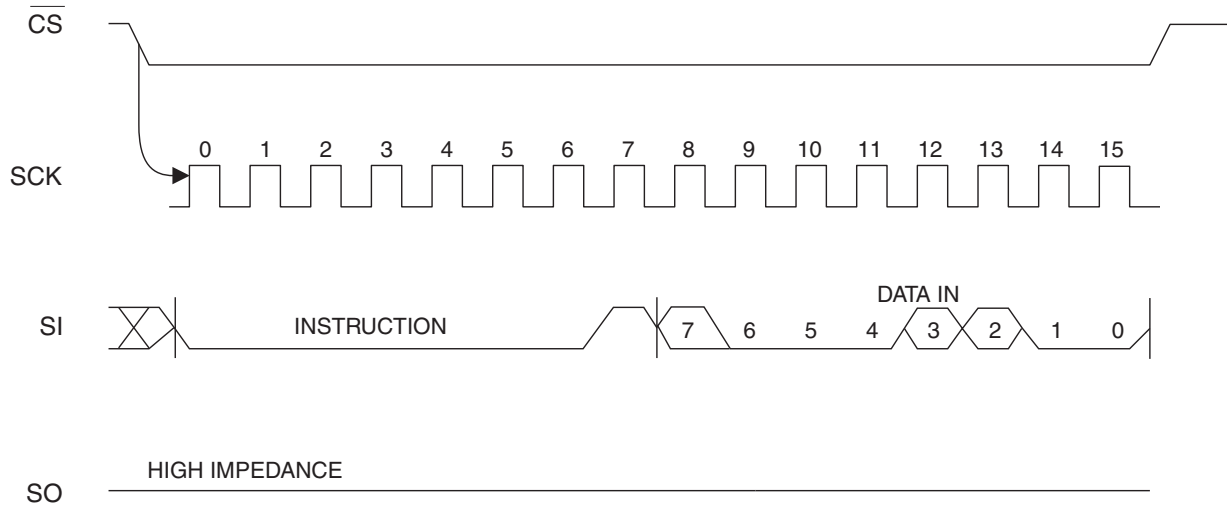 CS
0 1 2 3 4 5 6 7 8 9 10 11 12 13 14 15
SCK
DATA IN
SI
INSTRUCTION
7 6 5 4 3 2 1 0
HIGH IMPEDANCE
SO